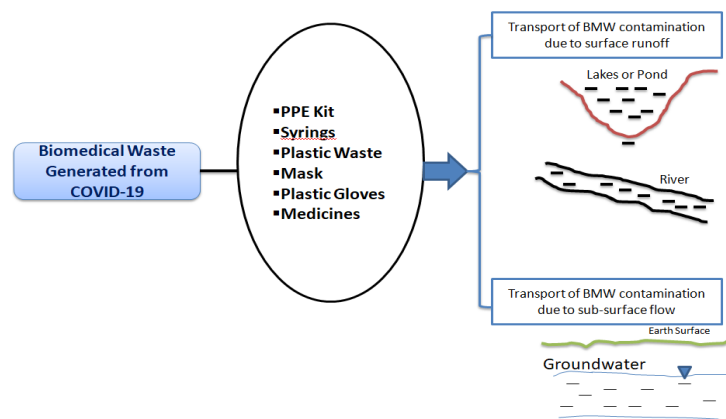 Biomedical Waste
Generated from
COVID-19
▪PPE Kit
▪Syrings
▪Plastic Waste
▪Mask
▪Plastic Gloves
▪Medicines
Transport of BMW contamination
due to surface runoff
Lakes or Pond
River
Transport of BMW contamination
due to sub-surface flow
Earth Surface
Groundwater